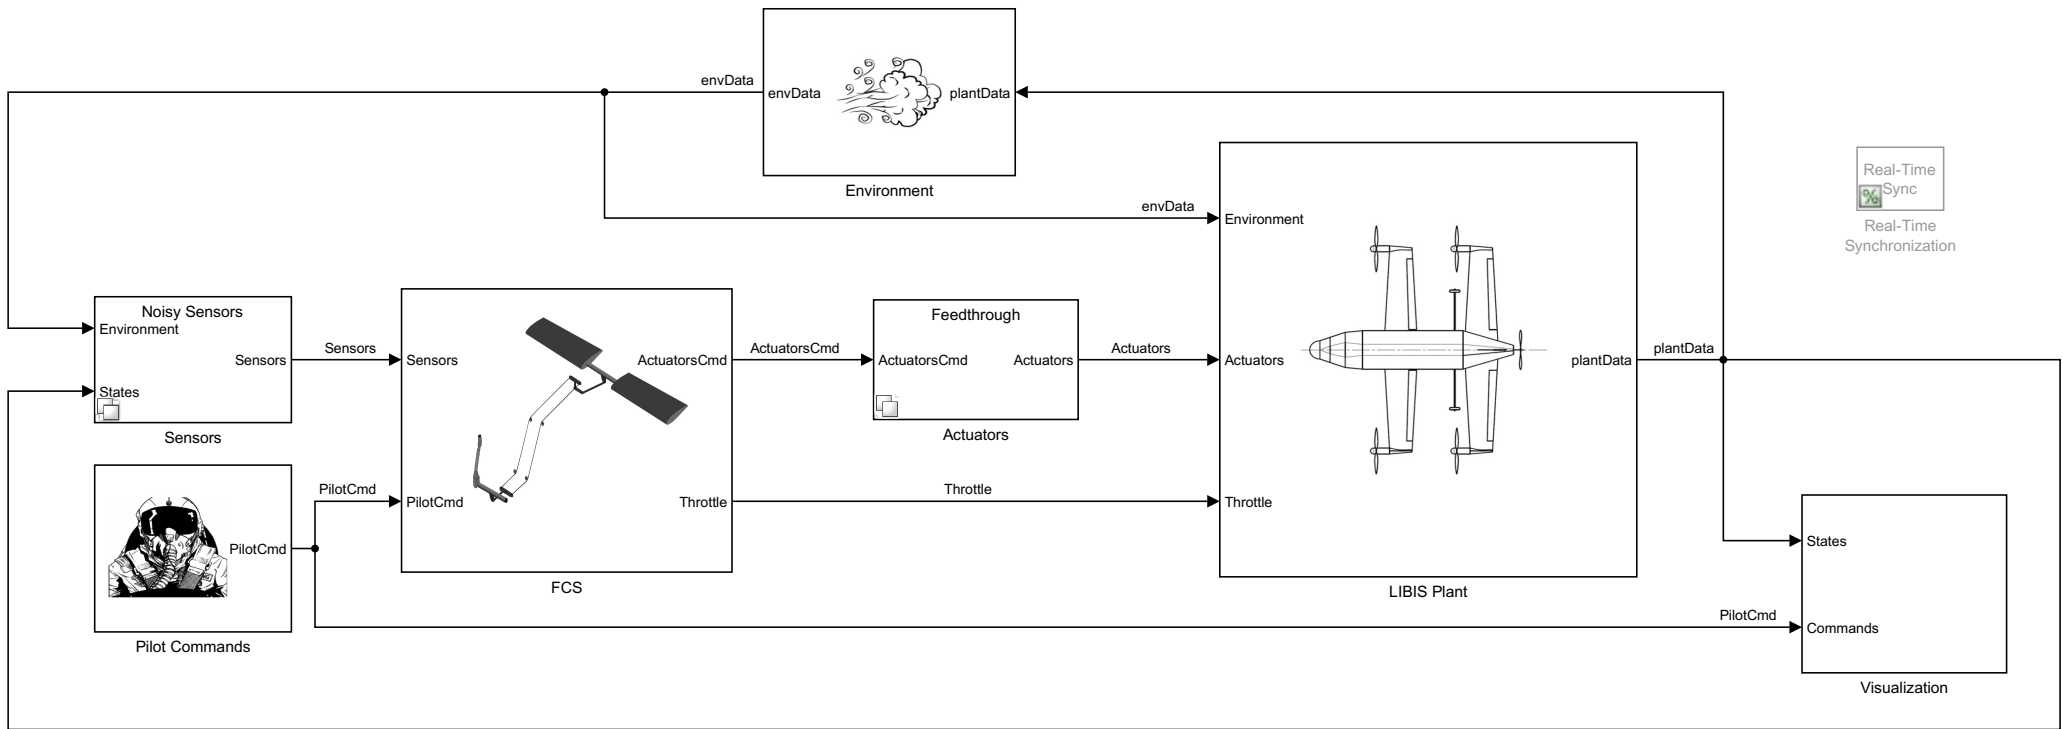 envData
envData
plantData
Environment
envData
Environment
Real-Time
Sync
Real-Time
Synchronization
Noisy Sensors
Environment
Sensors
States
Sensors
Sensors
Sensors
ActuatorsCmd
PilotCmd
Throttle
FCS
ActuatorsCmd
Feedthrough
ActuatorsCmd
Actuators
Actuators
Actuators
Actuators
plantData
plantData
Throttle
Throttle
LIBIS Plant
PilotCmd
PilotCmd
Pilot Commands
States
PilotCmd
Commands
Visualization